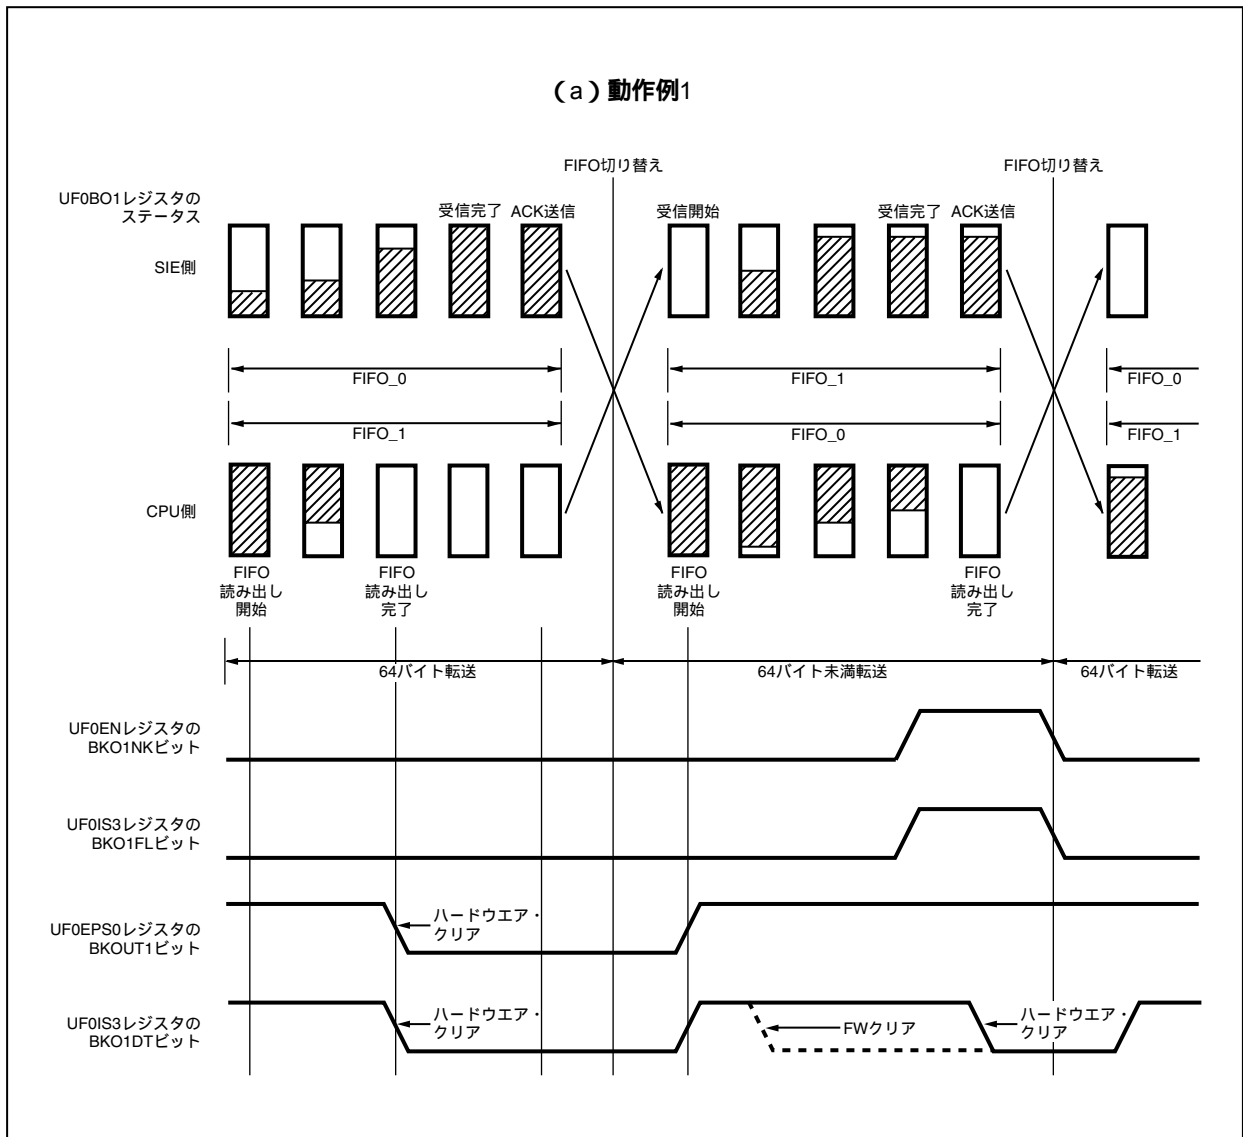 (a)動作例1
FIFO切り替え
FIFO切り替え
UF0BO1レジスタの
ステータス
受信完了
ACK送信
受信開始
受信完了
ACK送信
SIE側
FIFO_0
FIFO_1
FIFO_0
FIFO_1
FIFO_0
FIFO_1
CPU側
FIFO
読み出し
開始
FIFO
読み出し
完了
FIFO
読み出し
開始
FIFO
読み出し
完了
64バイト転送
64バイト未満転送
64バイト転送
UF0ENレジスタの
BKO1NKビット
UF0IS3レジスタの
BKO1FLビット
UF0EPS0レジスタの
BKOUT1ビット
ハードウエア・
クリア
UF0IS3レジスタの
BKO1DTビット
ハードウエア・
クリア
FWクリア
ハードウエア・
クリア